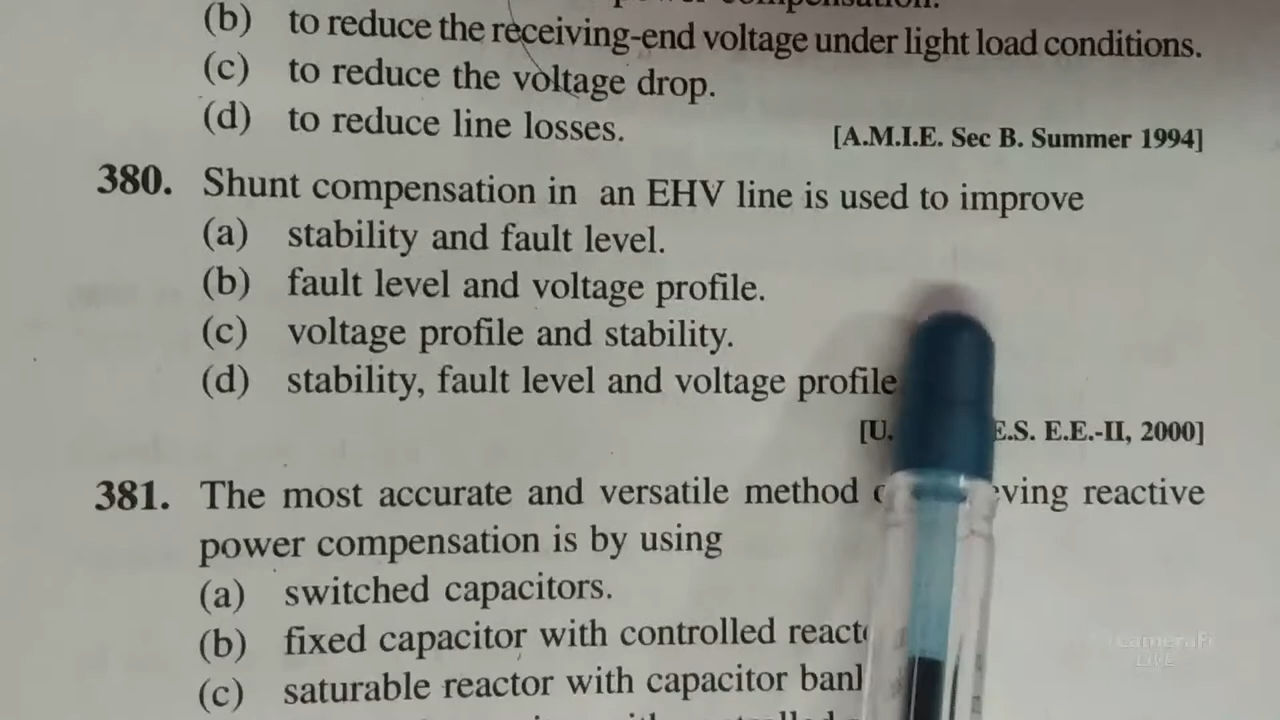 compensation.
(b) to reduce the receiving-end voltage under light load conditions.
(c) to reduce the voltage drop.
(d) to reduce line losses.
[A.M.I.E. Sec B. Summer 1994]
380. Shunt compensation in an EHV line is used to improve
(a) stability and fault level.
(b) fault level and voltage profile.
(c) voltage profile and stability.
(d) stability, fault level and voltage profile
[U. E.S. E.E.-II, 2000]
381. The most accurate and versatile method reactive
power compensation is by using
(a) switched capacitors.
(b) fixed capacitor with controlled
(c) saturable reactor with capacitor
LIVE